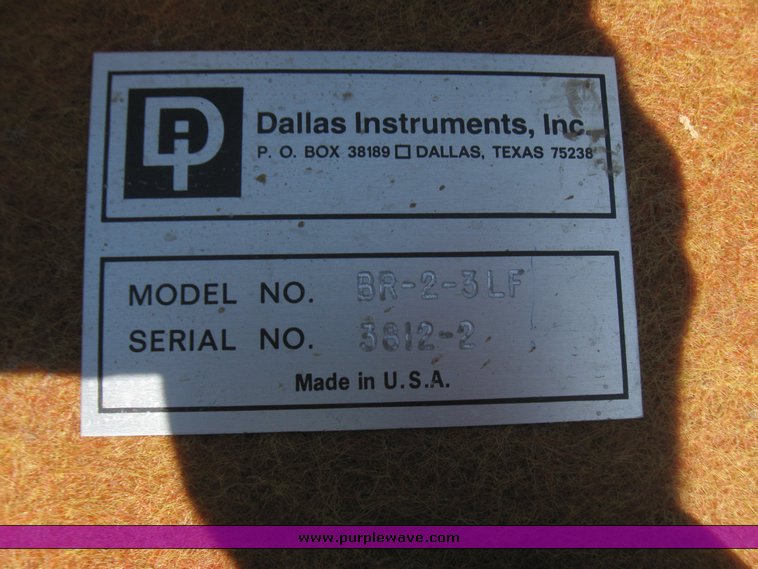 DAI
Dallas Instruments, Inc.
P. O. BOX 38189 □ DALLAS, TEXAS 75238
MODEL NO. BR-2-3LF
SERIAL NO. 3812-2
Made in U.S.A.
www.purplewave.com